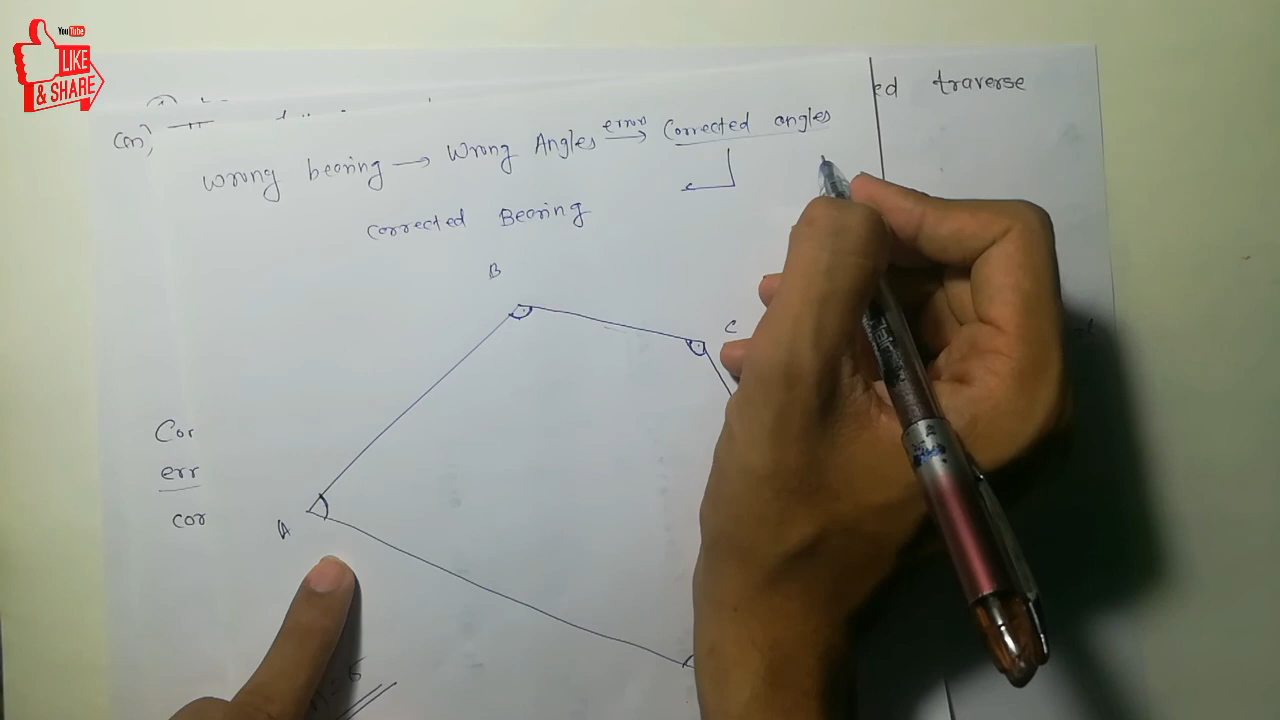 YouTube
LIKE
& SHARE
ed traverse
Wrong bearing → Wrong Angles error → Corrected angles
Corrected Bearing
B
C
Cor
err
cor
A